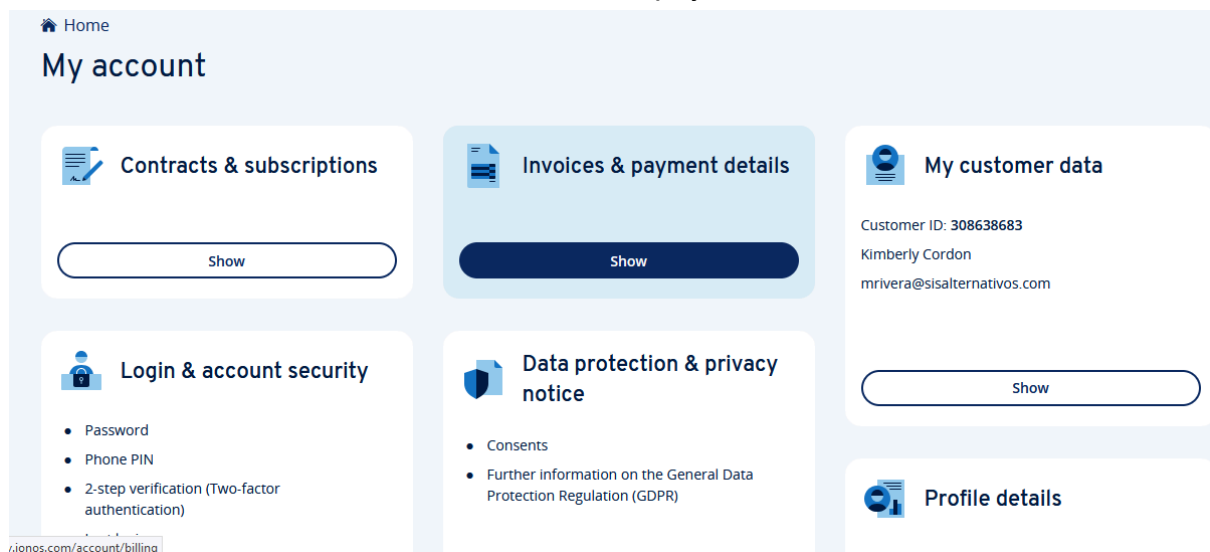 Home
My account
Contracts & subscriptions
Show
Invoices & payment details
Show
My customer data
Customer ID: 308638683
Kimberly Cordon
mrivera@sisalternativos.com
Show
Login & account security
• Password
• Phone PIN
• 2-step verification (Two-factor
authentication)
Data protection & privacy
notice
• Consents
• Further information on the General Data
Protection Regulation (GDPR)
Profile details
y.ionos.com/account/billing